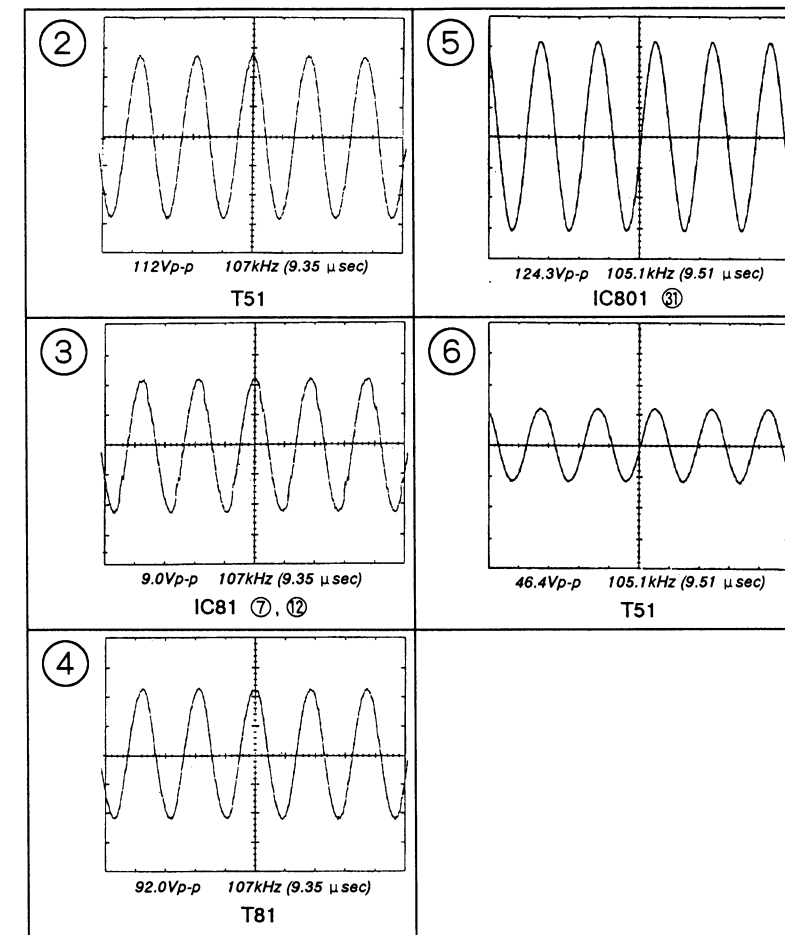 ②
112Vp-p 107kHz (9.35 μsec)
T51
③
9.0Vp-p 107kHz (9.35 μsec)
IC81 ⑦, ⑫
④
92.0Vp-p 107kHz (9.35 μsec)
T81
⑤
124.3Vp-p 105.1kHz (9.51 μsec)
IC801 ㉛
⑥
46.4Vp-p 105.1kHz (9.51 μsec)
T51